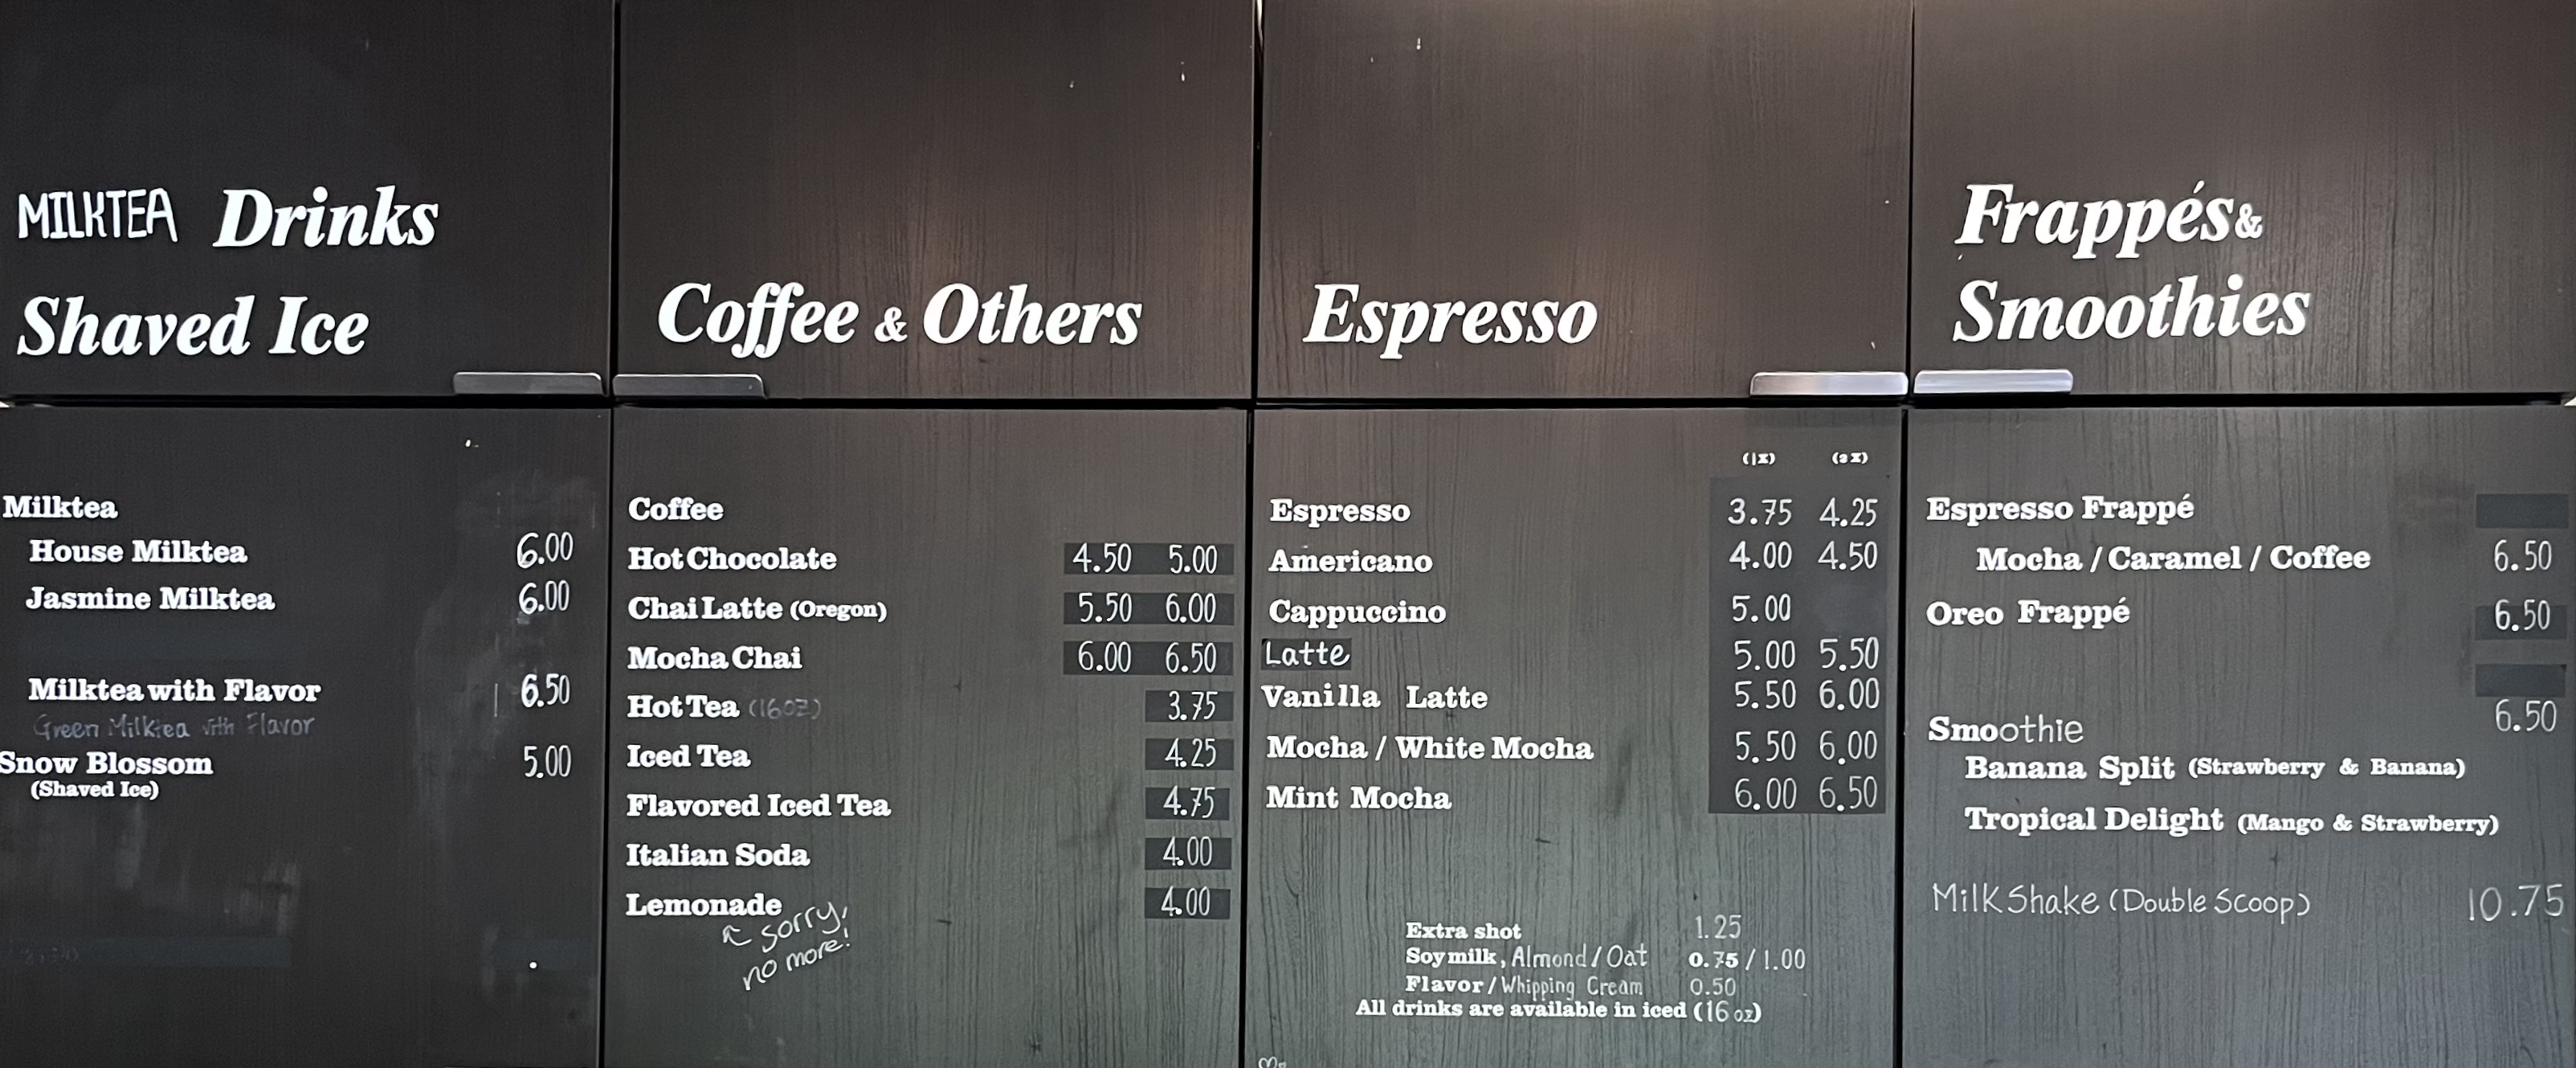 MILKTEA Drinks
Shaved Ice
Milktea
House Milktea 6.00
Jasmine Milktea 6.00
Milktea with Flavor 6.50
Green Milktea with Flavor
Snow Blossom 5.00
(Shaved Ice)
Coffee & Others
Coffee
Hot Chocolate 4.50 5.00
Chai Latte (Oregon) 5.50 6.00
Mocha Chai 6.00 6.50
Hot Tea (16oz) 3.75
Iced Tea 4.25
Flavored Iced Tea 4.75
Italian Soda 4.00
Lemonade 4.00
sorry!
no more!
Espresso
Espresso 3.75 4.25
Americano 4.00 4.50
Cappuccino 5.00
Latte 5.00 5.50
Vanilla Latte 5.50 6.00
Mocha / White Mocha 5.50 6.00
Mint Mocha 6.00 6.50
Extra shot 1.25
Soymilk, Almond/Oat 0.75 / 1.00
Flavor / Whipping Cream 0.50
All drinks are available in iced (16 oz)
Frappés &
Smoothies
Espresso Frappé
Mocha / Caramel / Coffee 6.50
Oreo Frappé 6.50
Smoothie 6.50
Banana Split (Strawberry & Banana)
Tropical Delight (Mango & Strawberry)
MilK Shake (Double Scoop) 10.75